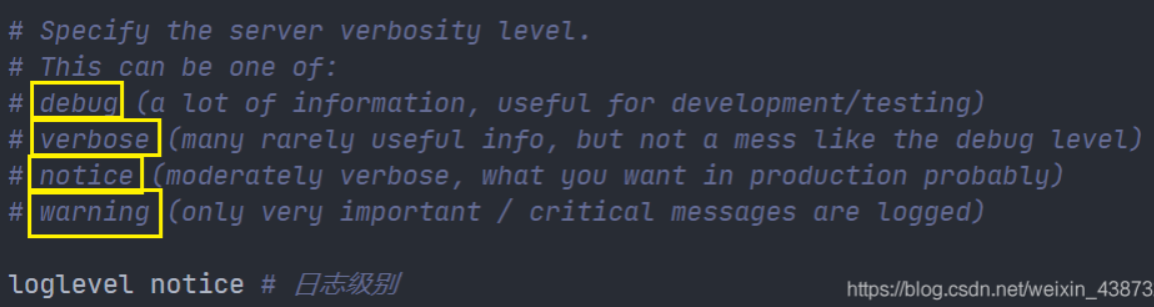 # Specify the server verbosity level.
# This can be one of:
# debug (a lot of information, useful for development/testing)
# verbose (many rarely useful info, but not a mess like the debug level)
# notice (moderately verbose, what you want in production probably)
# warning (only very important / critical messages are logged)
loglevel notice # 日志级别
https://blog.csdn.net/weixin_43873